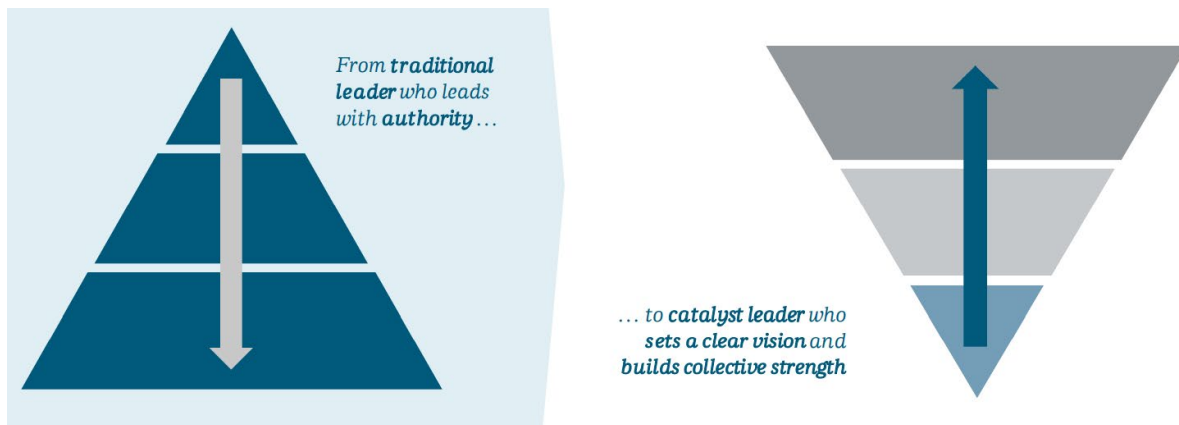 From traditional
leader who leads
with authority ...
... to catalyst leader who
sets a clear vision and
builds collective strength